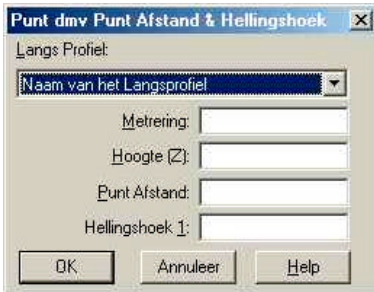 Punt dmv Punt Afstand & Hellingshoek
Langs Profiel:
Naam van het Langsprofiel
Metrering:
Hoogte (Z):
Punt Afstand:
Hellingshoek 1:
OK Annuleer Help